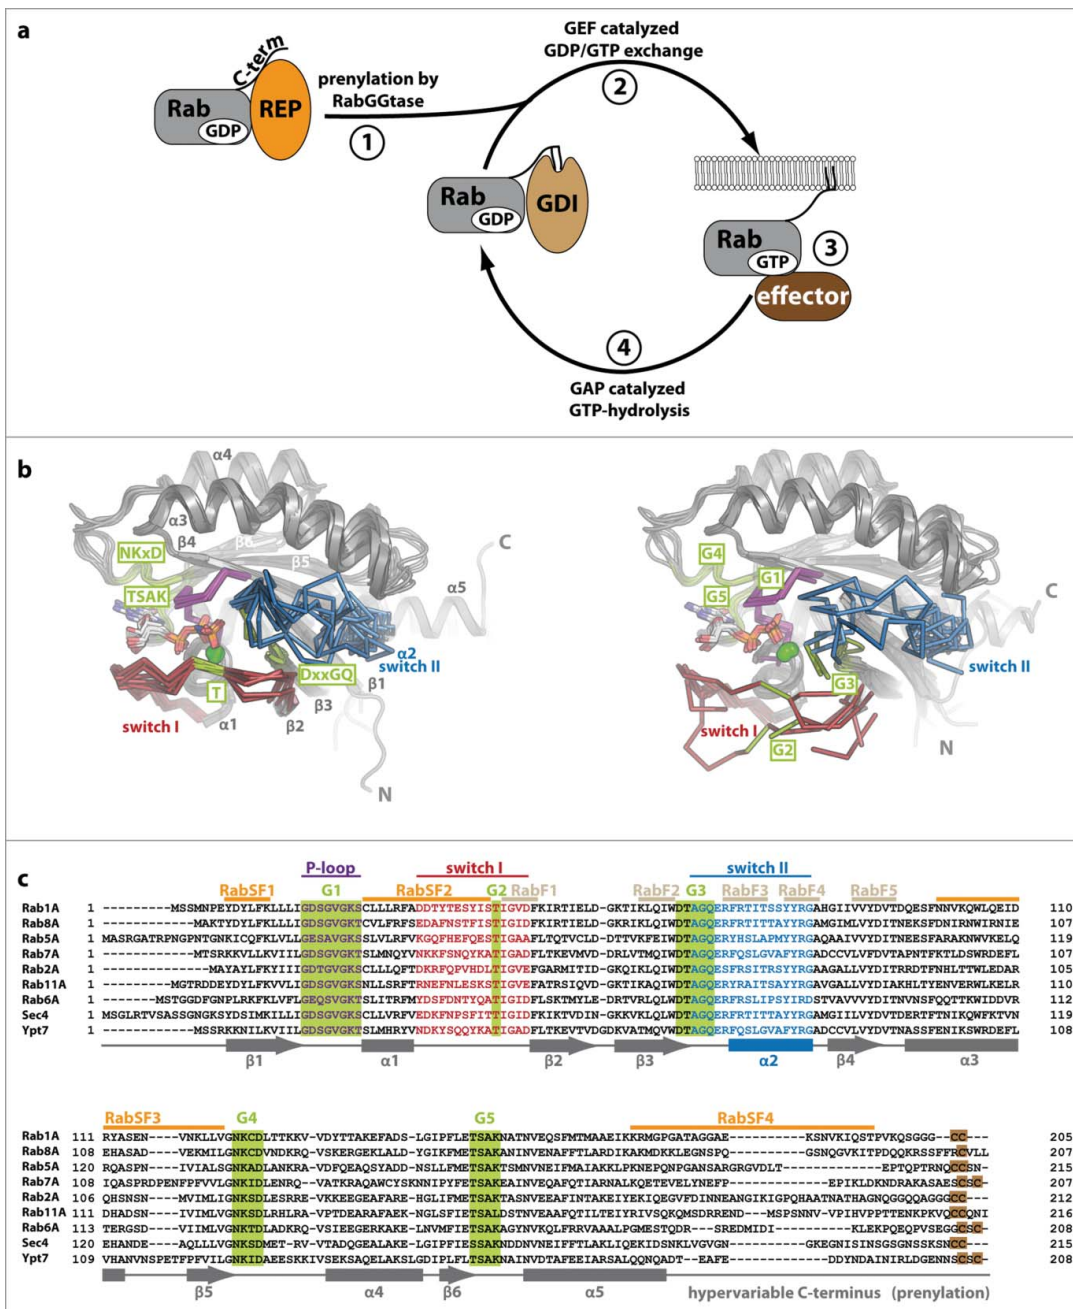 a
C-term
Rab
GDP
REP
prenylation by
RabGGtase
1
GEF catalyzed
GDP/GTP exchange
2
Rab
GDP
GDI
Rab
GTP
3
effector
4
GAP catalyzed
GTP-hydrolysis
b
α4
α3
β4
β6
β5
NKxD
TSAK
C
α5
α2
switch II
DxxGQ
T
β1
β3
β2
α1
switch I
N
G4
G5
G1
C
switch II
G3
switch I
G2
N
c
P-loop switch I switch II
RabSF1 G1 RabSF2 G2 RabF1 RabF2 G3 RabF3 RabF4 RabF5
Rab1A 1 ---------MSSMNPEYDYLFKLLLIGDSGVGKSCLLLRFADDTYTESYISTIGVDFKIRTIELD-GKTIKLQIWDTAGQERFRTITSSYYRGAHGIIVVYDVTDQESFNNVKQWLQEID 110
Rab8A 1 ------------MAKTYDYLFKLLLIGDSGVGKTCVLFRFSEDAFNSTFISTIGIDFKIRTIELD-GKRIKLQIWDTAGQERFRTITTAYYRGAMGIMLVYDITNEKSFDNIRNWIRNIE 107
Rab5A 1 MASRGATRPNGPNTGNKICQFKLVLLGESAVGKSSLVLRFVKGQFHEFQESTIGAAFLTQTVCLD-DTTVKFEIWDTAGQERYHSLAPMYYRGAQAAIVVYDITNEESFARAKNWVKELQ 119
Rab7A 1 -----------MTSRKKVLLKVIILGDSGVGKTSLMNQYVNKKFSNQYKATIGADFLTKEVMVDD-RLVTMQIWDTAGQERFQSLGVAFYRGADCCVLVFDVTAPNTFKTLDSWRDEFL 107
Rab2A 1 --------------MAYAYLFKYIIIGDTGVGKSCLLLQFTDKRFQPVHDLTIGVEFGARMITID-GKQIKLQIWDTAGQESFRSITRSYYRGAAGALLVYDITRRDTFNHLTTWLEDAR 105
Rab11A 1 ---------MGTRDDEYDYLFKVVLIGDSGVGKSNLLSRFTRNEFNLESKSTIGVEFATRSIQVD-GKTIKAQIWDTAGQERYRAITSAYYRGAVGALLVYDIAKHLTYENVERWLKELR 110
Rab6A 1 -------MSTGGDFGNPLRKFKLVFLGEQSVGKTSLITRFMYDSFDNTYQATIGIDFLSKTMYLE-DRTVRLQLWDTAGQERFRSLIPSYIRDSTVAVVVYDITNVNSFQQTTKWIDDVR 112
Sec4 1 MSGLRTVSASSGNGKSYDSIMKILLIGDSGVGKSCLLVRFVEDKFNPSFITTIGIDFKIKTVDIN-GKKVKLQLWDTAGQERFRTITTAYYRGAMGIILVYDVTDERTFTNIKQWFKTVN 119
Ypt7 1 -----------MSSRKKNILKVIILGDSGVGKTSLMHRYVNDKYSQQYKATIGADFLTKEVTVDGDKVATMQVWDTAGQERFQSLGVAFYRGADCCVLVYDVTNASSFENIKSWRDEFL 108
β1 α1 β2 β3 α2 β4 α3
RabSF3 G4 G5 RabSF4
Rab1A 111 RYASEN----VNKLLVGNKCDLTTKKV-VDYTTAKEFADS-LGIPFLETSAKNATNVEQSFMTMAAEIKKRMGPGATAGGAE-----------KSNVKIQSTPVKQSGGG--CC--- 205
Rab8A 108 EHASAD----VEKMILGNKCDVNDKRQ-VSKERGEKLALD-YGIKFMETSAKANINVENAFFTLARDIKAKMDKKLEGNSPQ-----------GSNQGVKITPDQQKRSSFFRCVLL 207
Rab5A 120 RQASPN----IVIALSGNKADLANKRA-VDFQEAQSYADD-NSLLFMETSAKTSMNVNEIFMAIAKKLPKNEPQNPGANSARGRGVDLT-----------EPTQPTRNQCCSN- 215
Rab7A 108 IQASPRDPENFPFVVLGNKIDLENRQ--VATKRAQAWCYSKNNIPYFETSAKEAINVEQAFQTIARNALKQETEVELYNEFP-----------EPIKLDKNDRAKASAESCSC 207
Rab2A 106 QHSNSN----MVIMLIGNKSDLESRRE-VKKEEGEAFARE-HGLIFMETSAKTASNVEEAFINTAKEIYEKIQEGVFDINNEANGIKIGPQHAATNATHAGNQGGQQAGGGCC--- 212
Rab11A 111 DHADSN----IVIMLVGNKSDLRHLRA-VPTDEARAFAEK-NGLSFIETSALDSTNVEAAFQTILTEIYRIVSQKQMSDRREND---MSPSNNVVPIHVPPTTENKPKVQCCQNI 216
Rab6A 113 TERGSD----VIIMLVGNKTDLADKRQ-VSIEEGERKAKE-LNVMFIETSAKAGYNVKQLFRRVAAALPGMESTQDR---SREDMIDI------KLEKPQEQPVSEGGCSC 208
Sec4 120 EHANDE----AQLLLVGNKSDMET-RV-VTADQGEALAKE-LGIPFIESSAKNDDNVNEIFFTLAKLIQEKIDSNKLVGVGN-----------GKEGNISINSGSGNSSKSNCC--- 215
Ypt7 109 VHANVNSPETFPFVILGNKIDAEESKKIVSEKSAQELAKSLGDIPLFLTSAKNAINVDTAFEEIARSALQQNQADT---EAFE-----------DDYNDAINIRLDGENNSCSC 208
β5 α4 β6 α5 hypervariable C-terminus (prenylation)